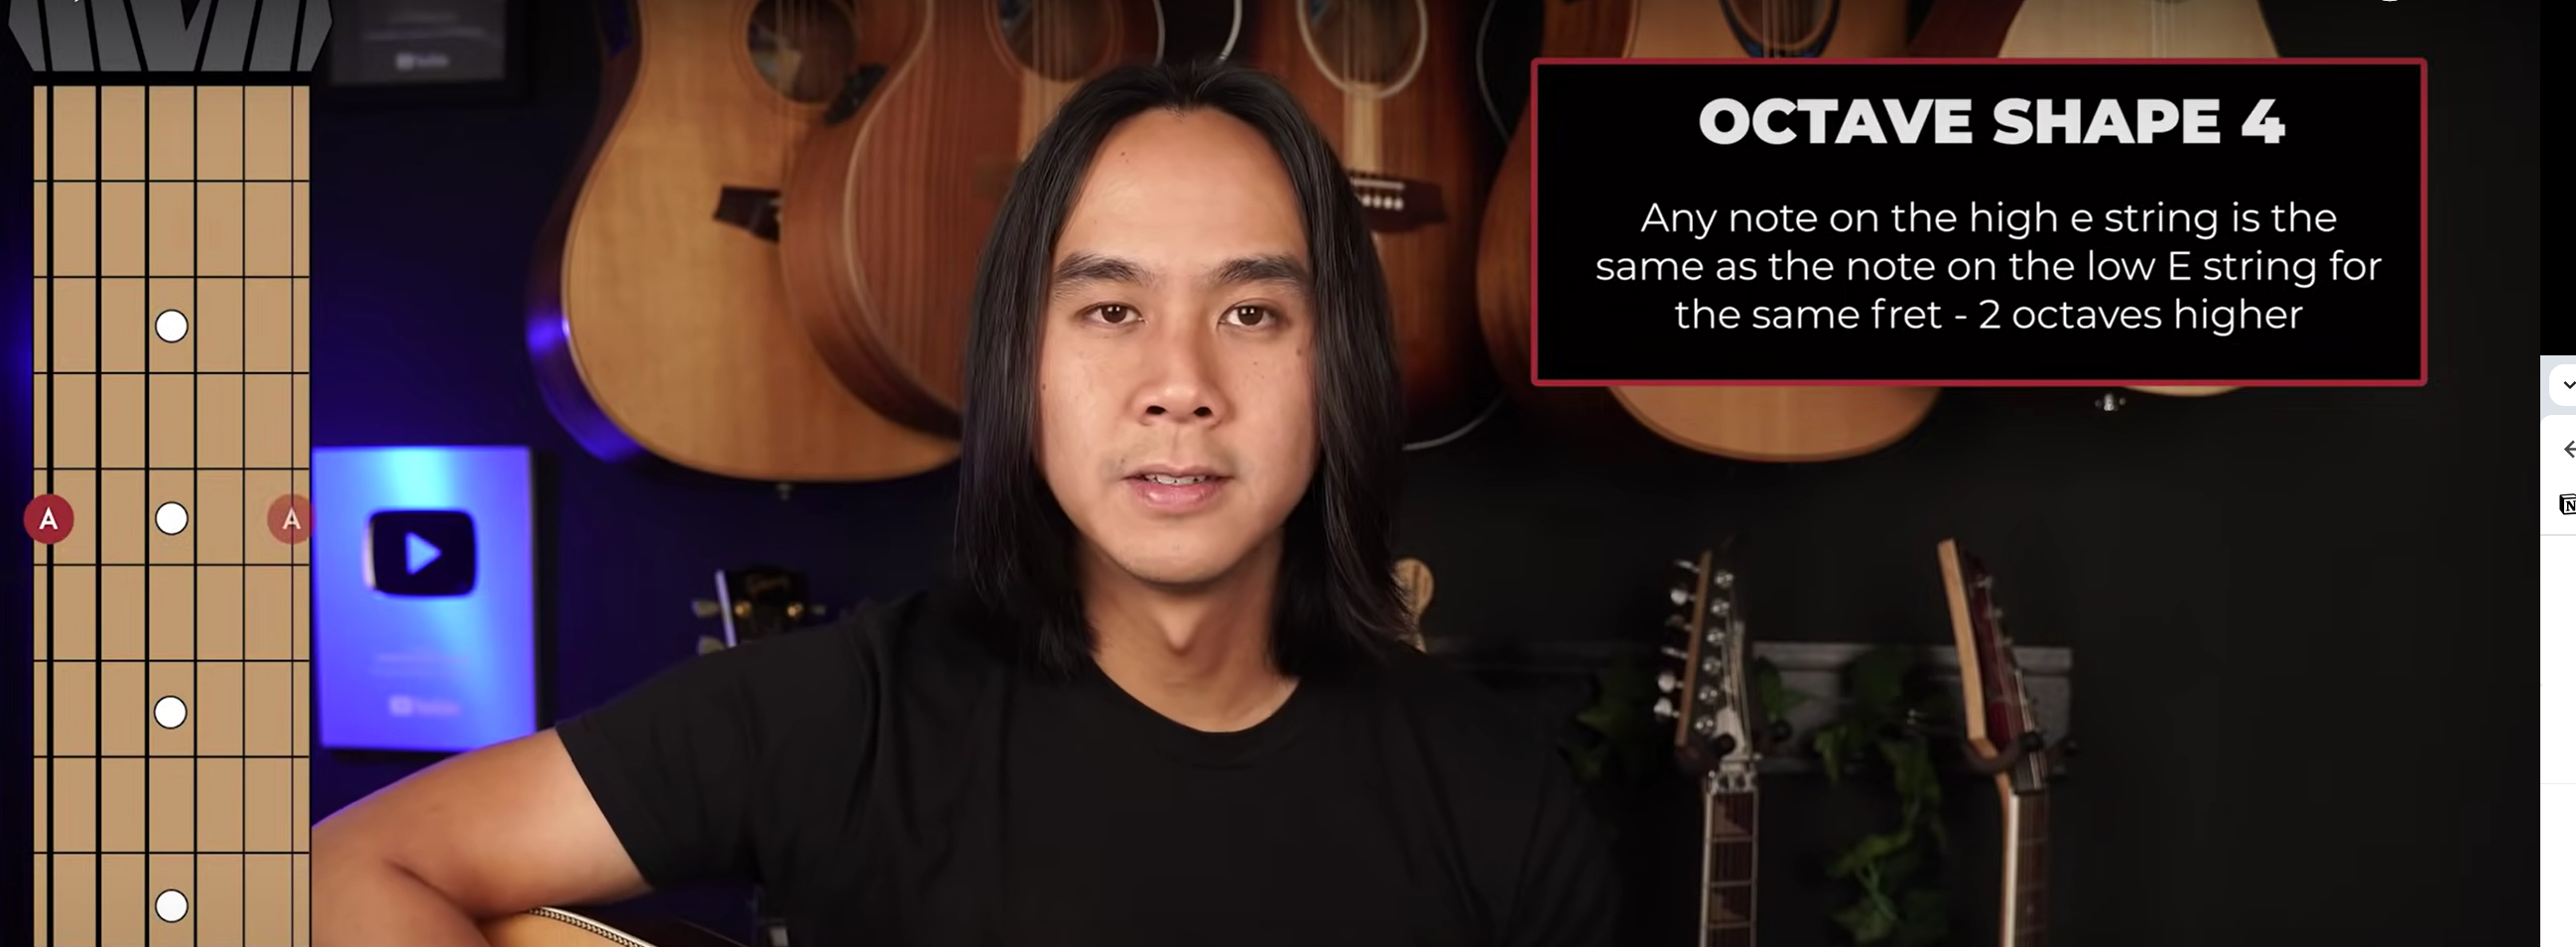 OCTAVE SHAPE 4
Any note on the high e string is the
same as the note on the low E string for
the same fret - 2 octaves higher
A A